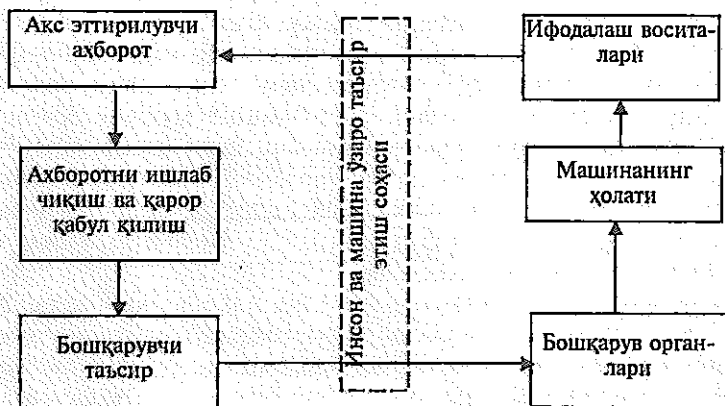 Акс эттирилувчи
ахборот
Ифодалаш восита-
лари
Инсон ва машина ўзаро таъсир
этиш соҳаси
Ахборотни ишлаб
чиқиш ва қарор
қабул қилиш
Машинанинг
ҳолати
Бошқарувчи
таъсир
Бошқарув орган-
лари